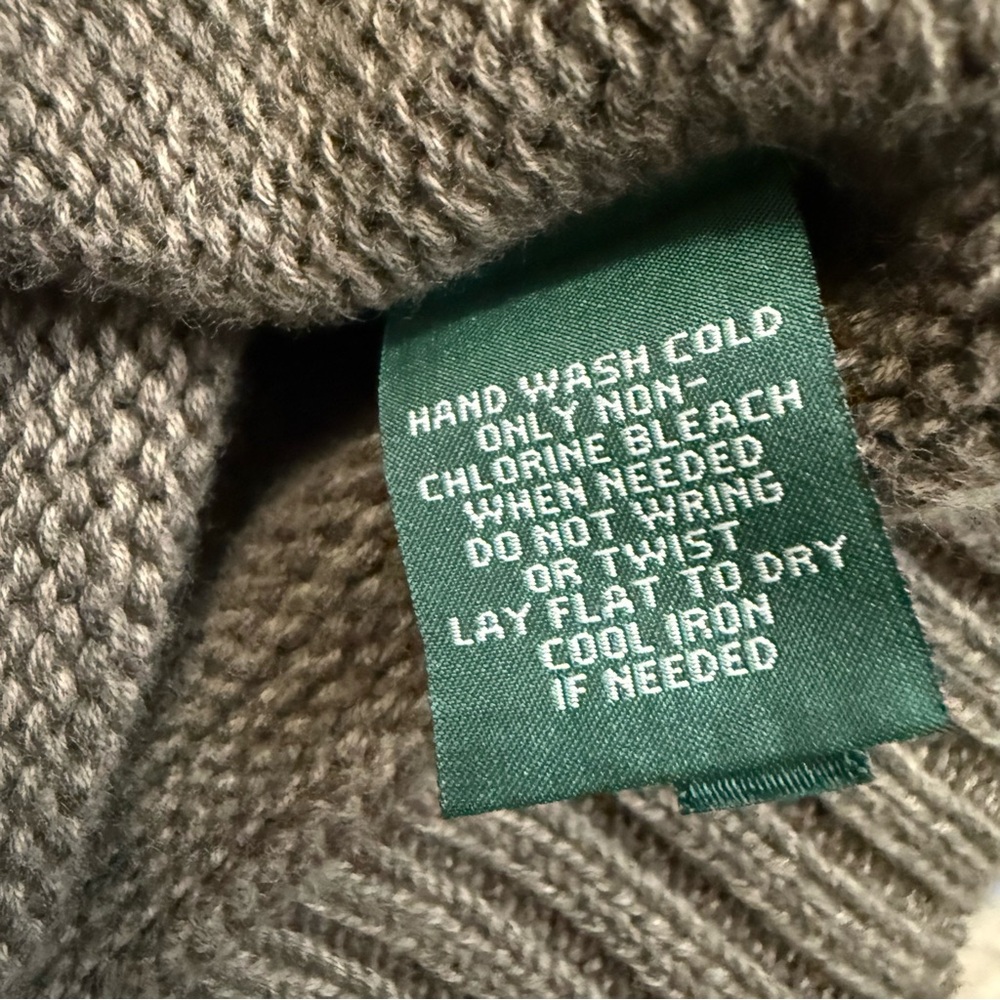 HAND WASH COLD
ONLY NON-
CHLORINE BLEACH
WHEN NEEDED
DO NOT WRING
OR TWIST
LAY FLAT TO DRY
COOL IRON
IF NEEDED